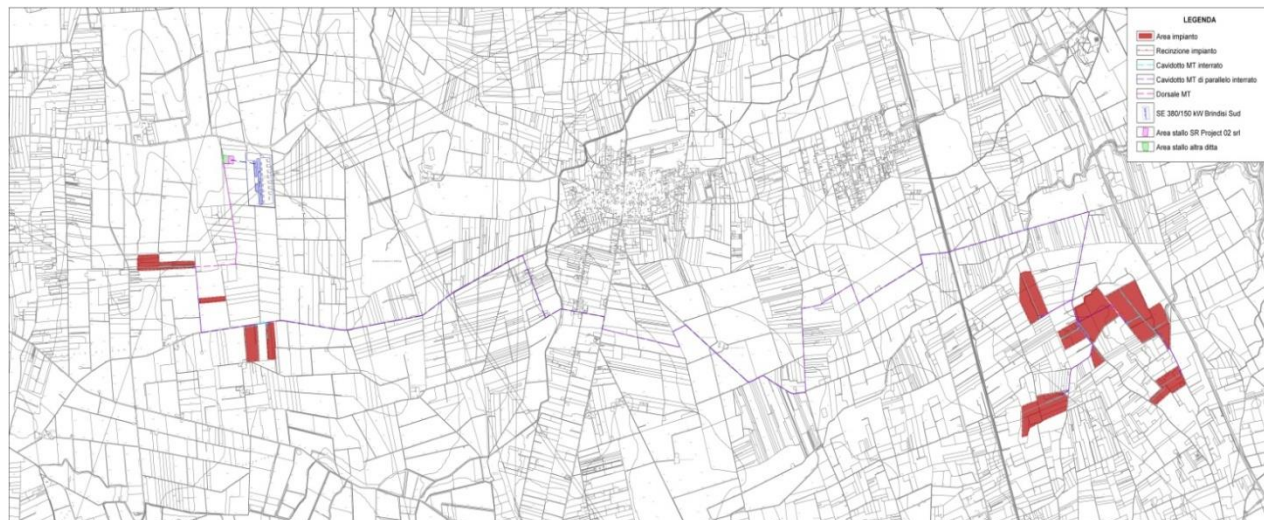 LEGENDA
Area impianto
Recinzione impianto
Cavidotto MT interrato
Cavidotto MT di parallelo interrato
Dorsale MT
SE 380/150 kW Brindisi Sud
Area stallo SR Project 02 srl
Area stallo altra ditta